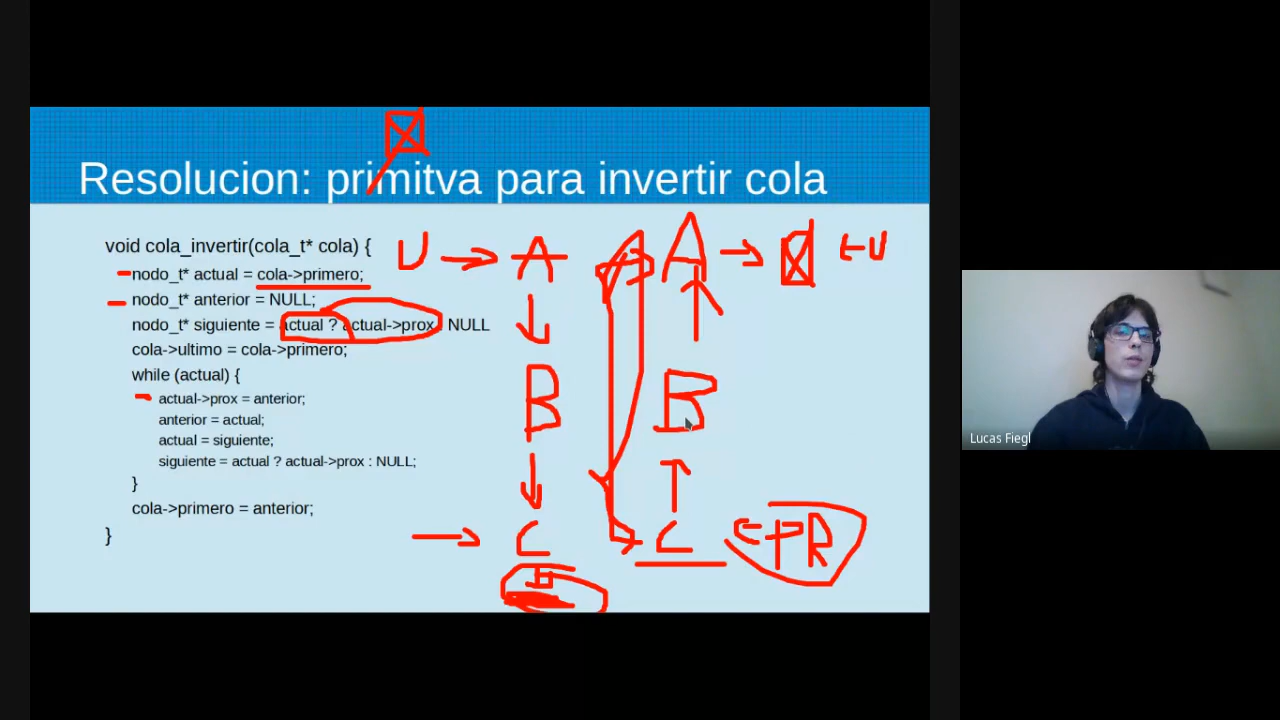 Resolucion: primitva para invertir cola
void cola_invertir(cola_t* cola) {
nodo_t* actual = cola->primero;
nodo_t* anterior = NULL;
nodo_t* siguiente = actual ? actual->prox : NULL
cola->ultimo = cola->primero;
while (actual) {
actual->prox = anterior;
anterior = actual;
actual = siguiente;
siguiente = actual ? actual->prox : NULL;
}
cola->primero = anterior;
}
U → A
↓
B
↓
→ C
A → ←U
↑
B
↑
C ←PR
Lucas Fiegl